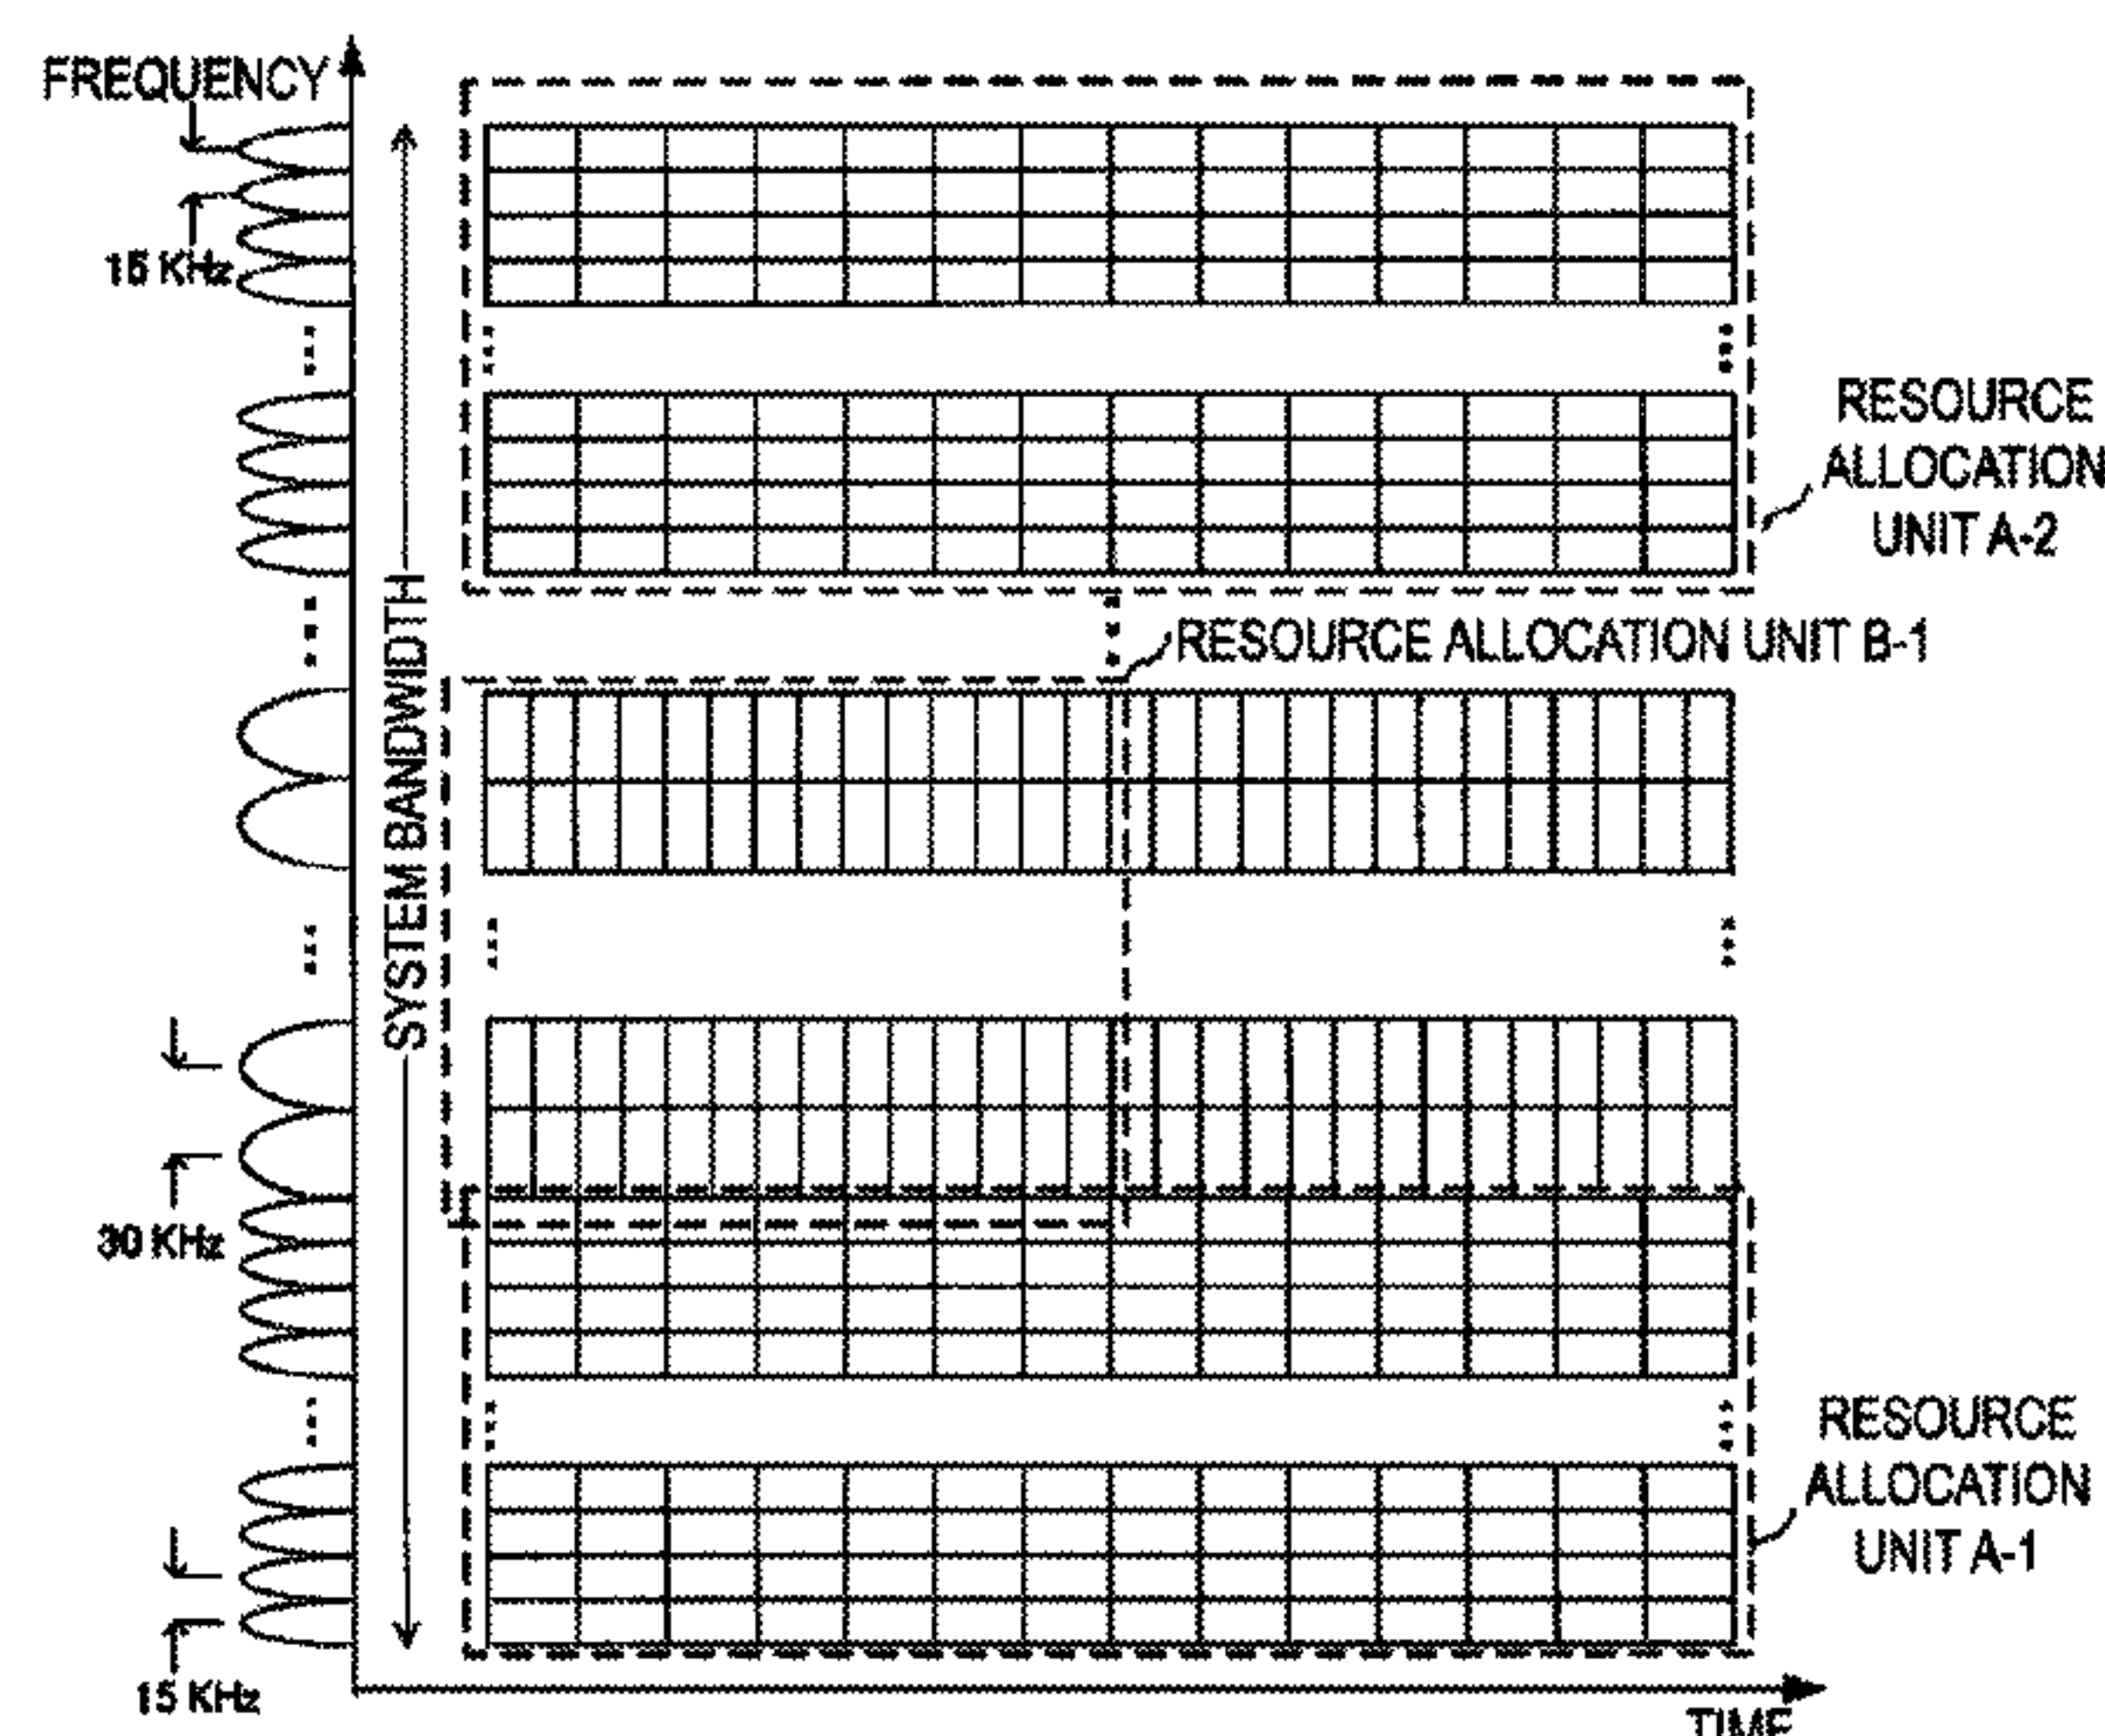 FREQUENCY
15 KHz
RESOURCE
ALLOCATION
UNIT A-2
SYSTEM BANDWIDTH
RESOURCE ALLOCATION UNIT B-1
30 KHz
RESOURCE
ALLOCATION
UNIT A-1
15 KHz
TIME